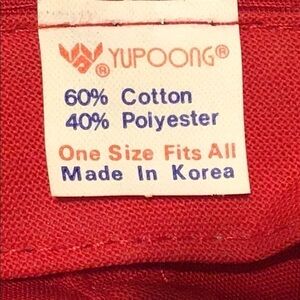 ® YUPOONG®
60% Cotton
40% Polyester
One Size Fits All
Made In Korea